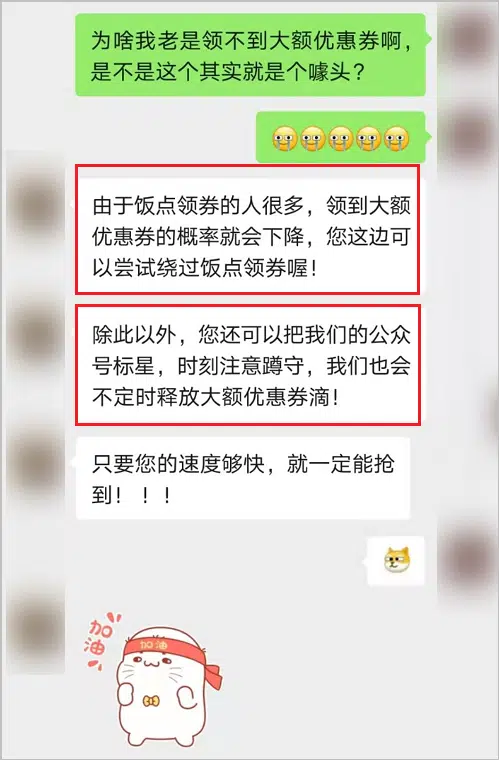 为啥我老是领不到大额优惠券啊，
是不是这个其实就是个噱头？
由于饭点领券的人很多，领到大额
优惠券的概率就会下降，您这边可
以尝试绕过饭点领券喔！
除此以外，您还可以把我们的公众
号标星，时刻注意蹲守，我们也会
不定时释放大额优惠券滴！
只要您的速度够快，就一定能抢
到！！！
加油
加油